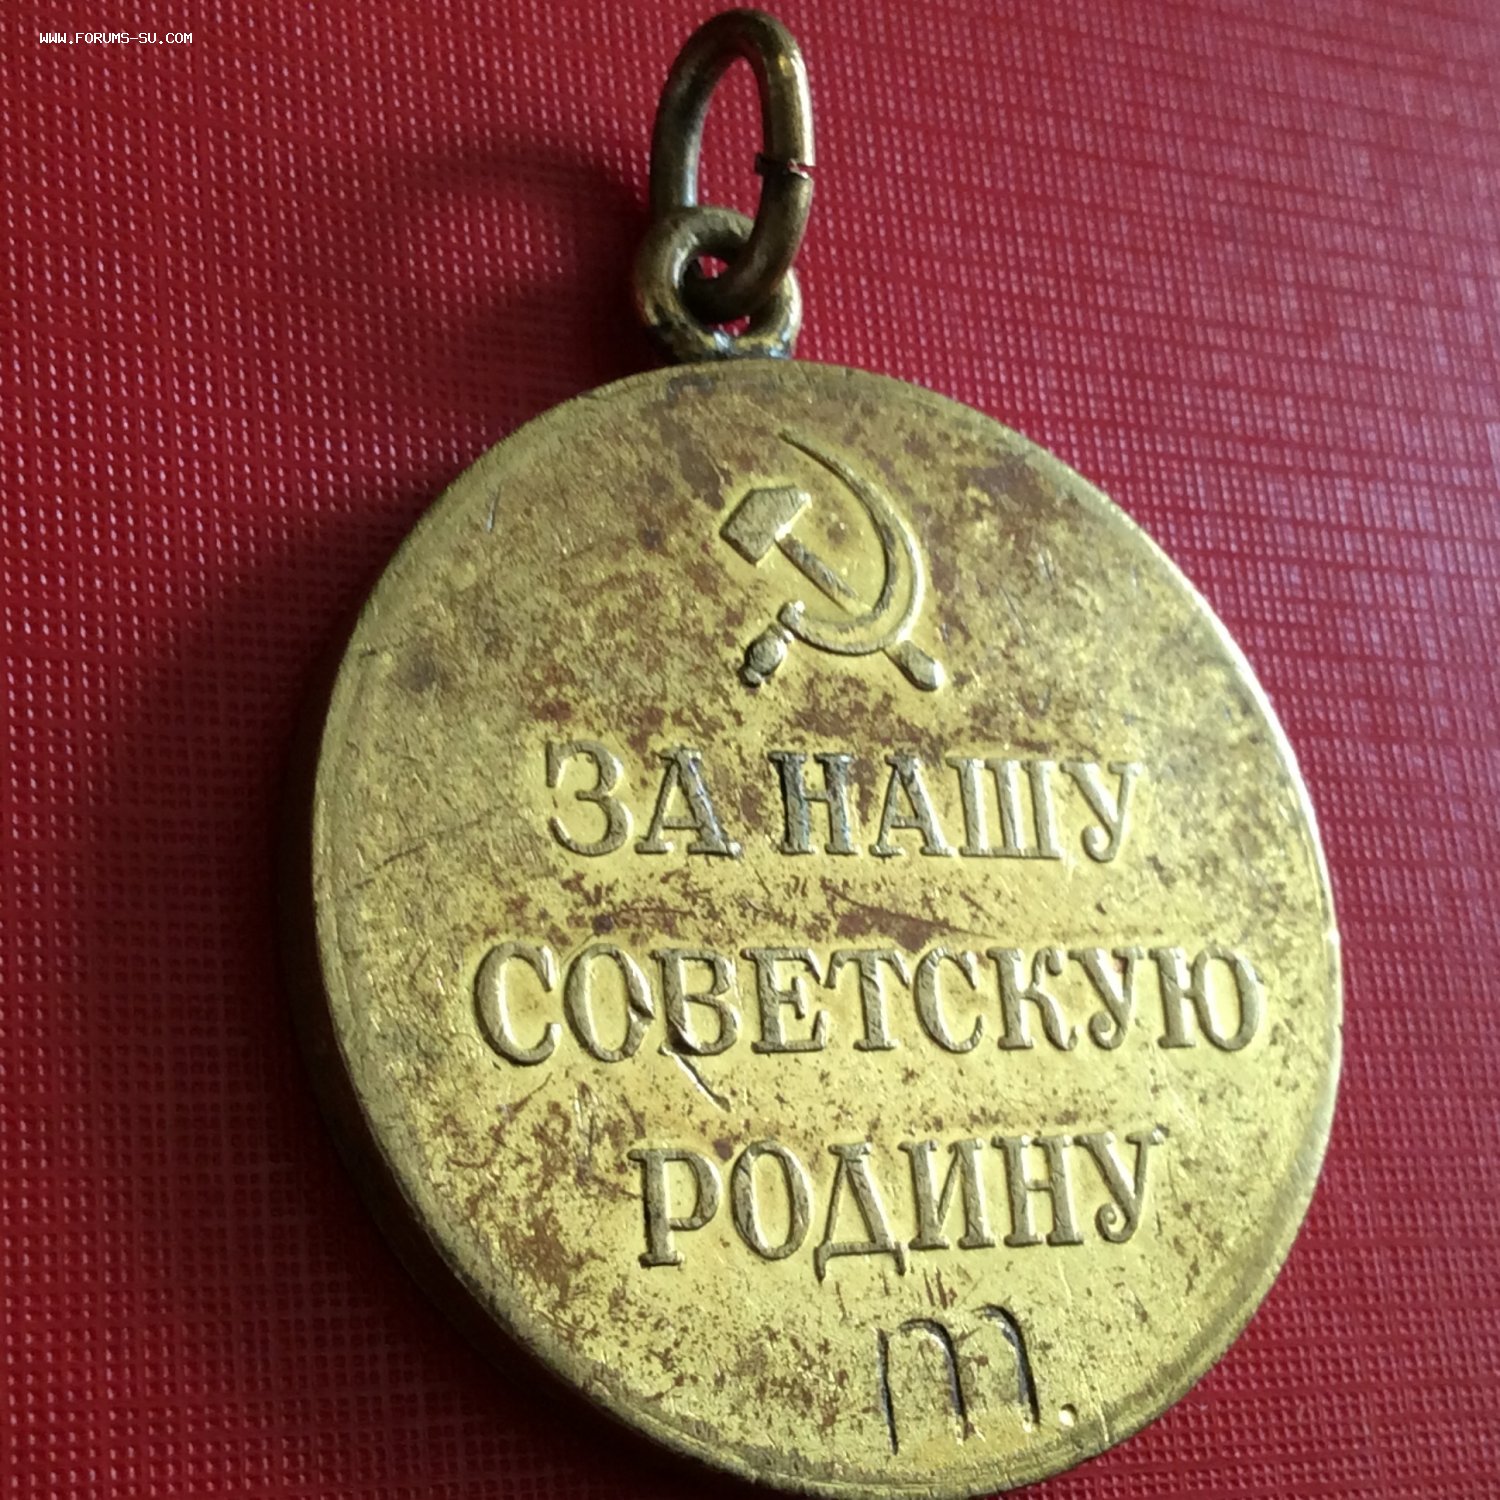 WWW.FORUMS-SU.COM
ЗА НАШУ
СОВЕТСКУЮ
РОДИНУ
т.